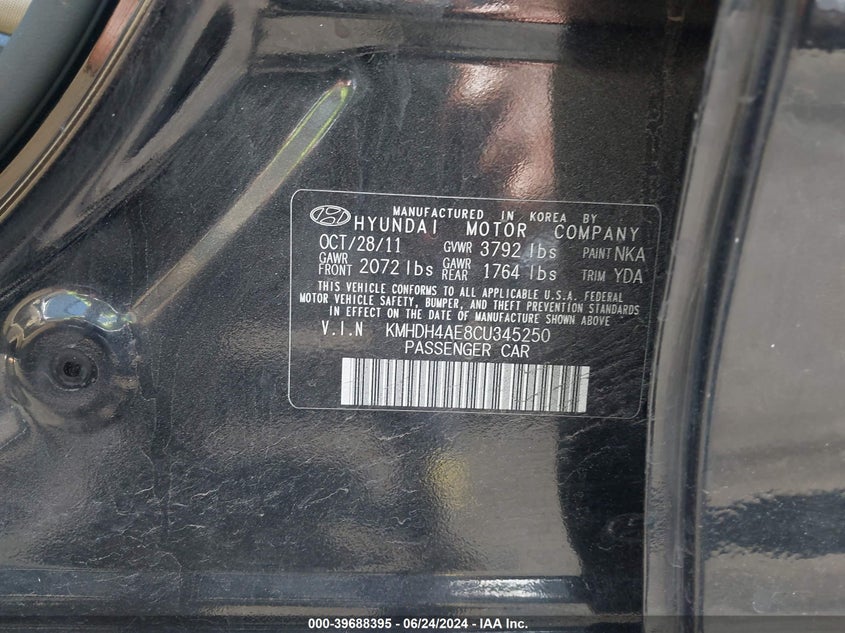 MANUFACTURED IN KOREA BY
HYUNDAI MOTOR COMPANY
OCT/28/11 GVWR 3792 lbs PAINT NKA
GAWR FRONT 2072 lbs GAWR REAR 1764 lbs TRIM YDA
THIS VEHICLE CONFORMS TO ALL APPLICABLE U.S.A. FEDERAL
MOTOR VEHICLE SAFETY, BUMPER, AND THEFT PREVENTION STANDARDS
IN EFFECT ON THE DATE OF MANUFACTURE SHOWN ABOVE
V.I.N KMHDH4AE8CU345250
PASSENGER CAR
000-39688395 - 06/24/2024 - IAA Inc.